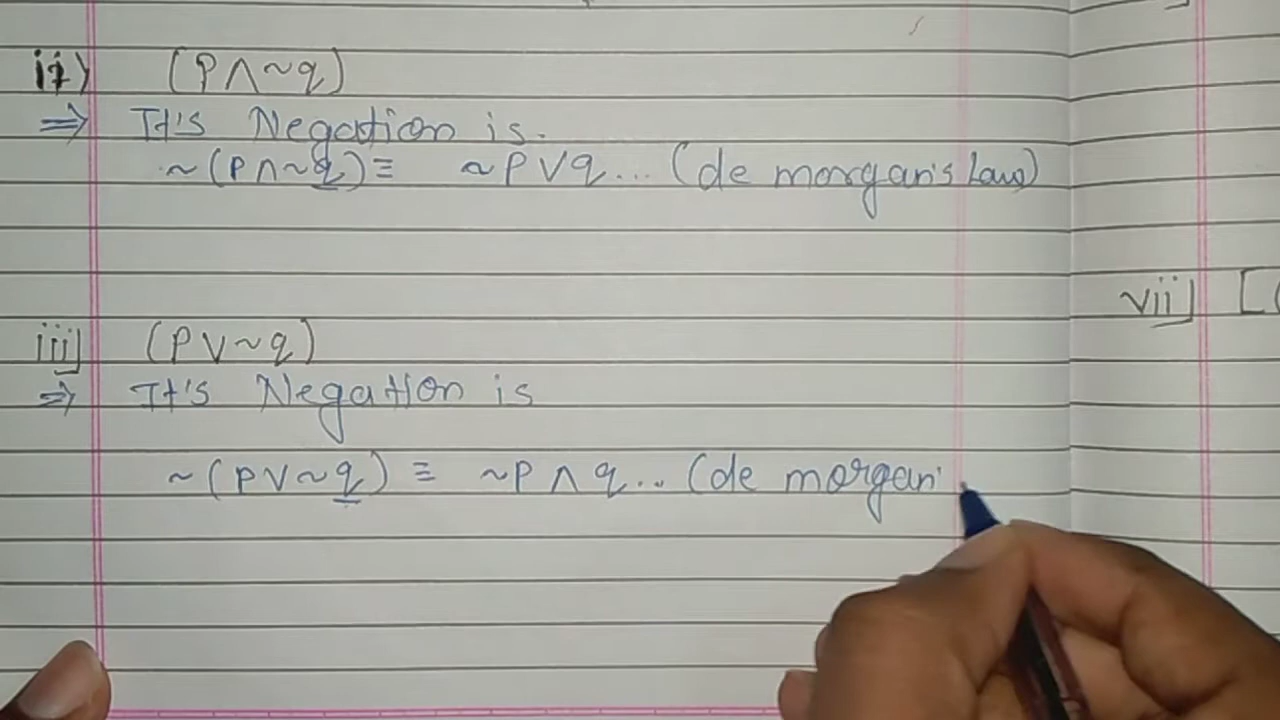 ii) (P∧~q)
⇒ It's Negation is.
~(P∧~q)≡ ~P∨q... (de morgan's Law)
iii] (P∨~q)
⇒ It's Negation is
~(P∨~q) ≡ ~P∧q... (de morgan'
vii] [(